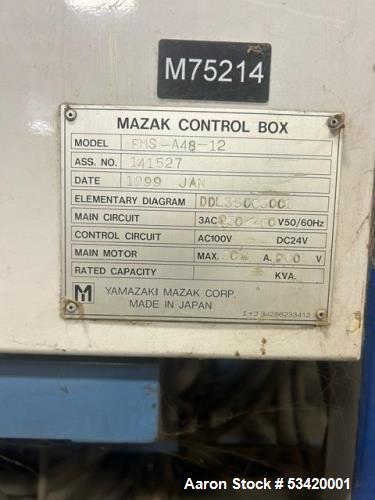 M75214
MAZAK CONTROL BOX
MODEL FMS-A48-12
ASS. NO. 141527
DATE 1999 JAN
ELEMENTARY DIAGRAM
MAIN CIRCUIT 3AC V50/60Hz
CONTROL CIRCUIT AC100V DC24V
MAIN MOTOR MAX. A. V
RATED CAPACITY KVA.
M YAMAZAKI MAZAK CORP.
MADE IN JAPAN
34266233412
Aaron Stock # 53420001